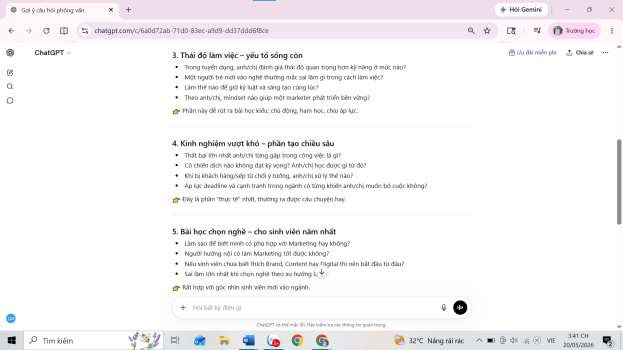 Gợi ý câu hỏi phỏng vấn
Hỏi Gemini
chatgpt.com/c/6a0d72ab-71d0-83ec-a9d9-dd37ddd6f8ce
Trường học
ChatGPT
Ưu đãi miễn phí
Chia sẻ
3. Thái độ làm việc – yếu tố sống còn
Trong tuyển dụng, anh/chị đánh giá thái độ quan trọng hơn kỹ năng ở mức nào?
Một người trẻ mới vào nghề thường mắc sai lầm gì trong cách làm việc?
Làm thế nào để giữ kỷ luật và sáng tạo cùng lúc?
Theo anh/chị, mindset nào giúp một marketer phát triển bền vững?
Phần này dễ rút ra bài học kiểu: chủ động, ham học, chịu áp lực.
4. Kinh nghiệm vượt khó – phần tạo chiều sâu
Thất bại lớn nhất anh/chị từng gặp trong công việc là gì?
Có chiến dịch nào không đạt kỳ vọng? Anh/chị học được gì từ đó?
Khi bị khách hàng/sếp từ chối ý tưởng, anh/chị xử lý thế nào?
Áp lực deadline và cạnh tranh trong ngành có từng khiến anh/chị muốn bỏ cuộc không?
Đây là phần "thực tế" nhất, thường ra được câu chuyện hay.
5. Bài học chọn nghề – cho sinh viên năm nhất
Làm sao để biết mình có phù hợp với Marketing hay không?
Người hướng nội có làm Marketing tốt được không?
Nếu sinh viên chưa biết thích Brand, Content hay Digital thì nên bắt đầu từ đâu?
Sai lầm lớn nhất khi chọn nghề theo xu hướng
Rất hợp với góc nhìn sinh viên mới vào ngành.
Hỏi bất kỳ điều gì
ChatGPT có thể mắc lỗi. Hãy kiểm tra các thông tin quan trọng.
Tìm kiếm
32°C Nắng rải rác
VIE
3:41 CH
20/05/2026